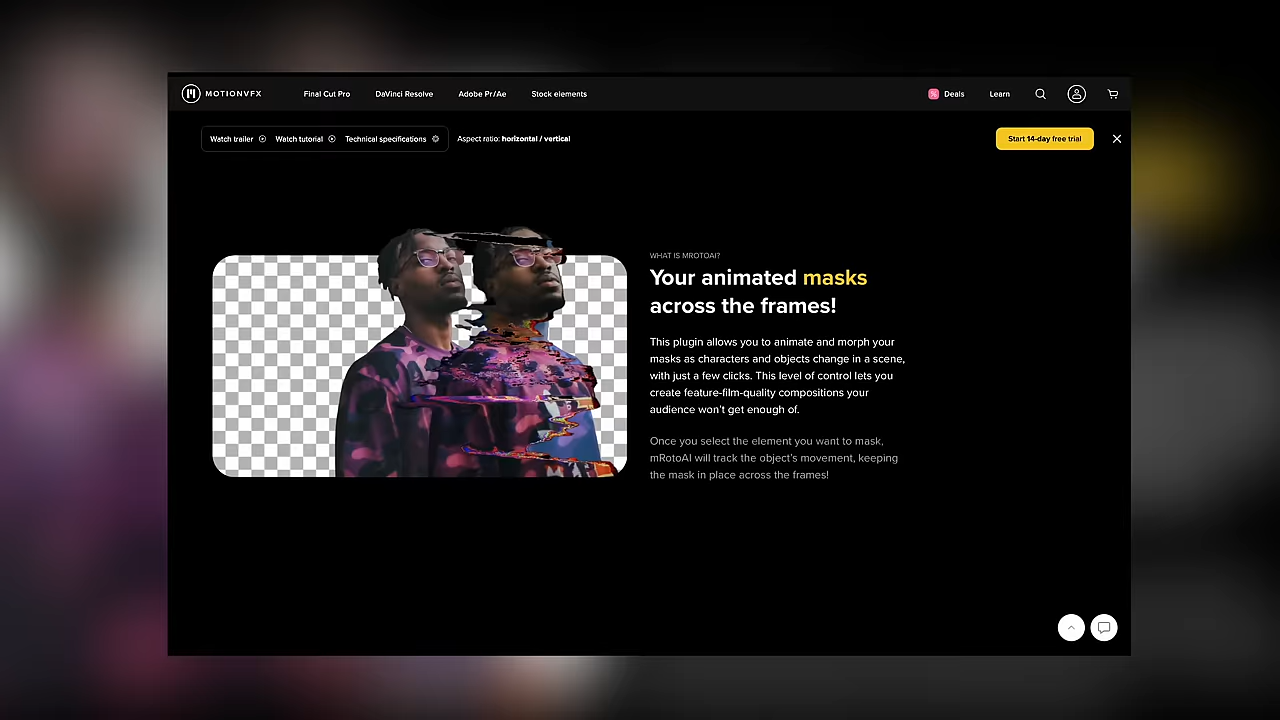 MOTIONVFX Final Cut Pro DaVinci Resolve Adobe Pr/Ae Stock elements Deals Learn
Watch trailer Watch tutorial Technical specifications Aspect ratio: horizontal / vertical Start 14-day free trial
WHAT IS MROTOAI?
Your animated masks
across the frames!
This plugin allows you to animate and morph your
masks as characters and objects change in a scene,
with just a few clicks. This level of control lets you
create feature-film-quality compositions your
audience won't get enough of.
Once you select the element you want to mask,
mRotoAI will track the object's movement, keeping
the mask in place across the frames!